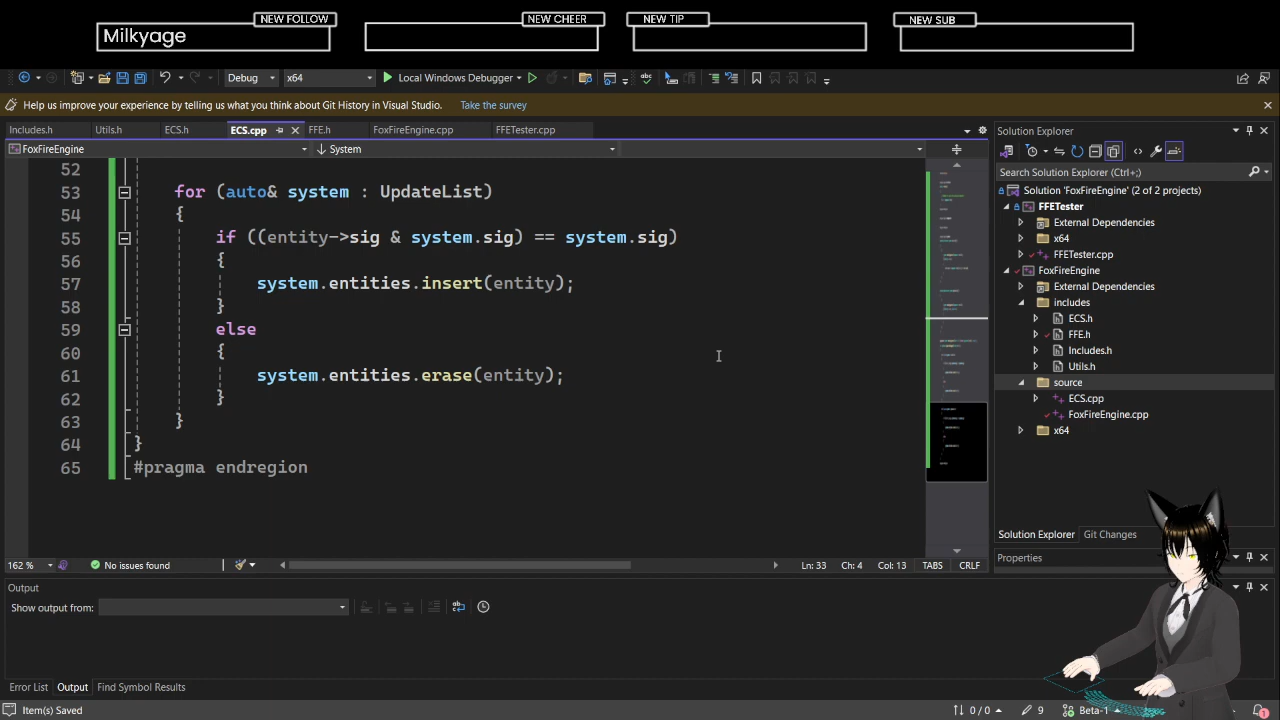 NEW FOLLOW
NEW CHEER
NEW TIP
NEW SUB
Milkyage
Debug
x64
Local Windows Debugger
Help us improve your experience by telling us what you think about Git History in Visual Studio. Take the survey
Includes.h
Utils.h
ECS.h
ECS.cpp
FFE.h
FoxFireEngine.cpp
FFETester.cpp
FoxFireEngine
System
52
53 for (auto& system : UpdateList)
54 {
55 if ((entity->sig & system.sig) == system.sig)
56 {
57 system.entities.insert(entity);
58 }
59 else
60 {
61 system.entities.erase(entity);
62 }
63 }
64 }
65 #pragma endregion
162 %
No issues found
Ln: 33
Ch: 4
Col: 13
TABS
CRLF
Solution Explorer
Search Solution Explorer (Ctrl+;)
Solution 'FoxFireEngine' (2 of 2 projects)
FFETester
External Dependencies
x64
FFETester.cpp
FoxFireEngine
External Dependencies
includes
ECS.h
FFE.h
Includes.h
Utils.h
source
ECS.cpp
FoxFireEngine.cpp
x64
Solution Explorer
Git Changes
Properties
Output
Show output from:
Error List
Output
Find Symbol Results
Item(s) Saved
0 / 0
9
Beta-1
1